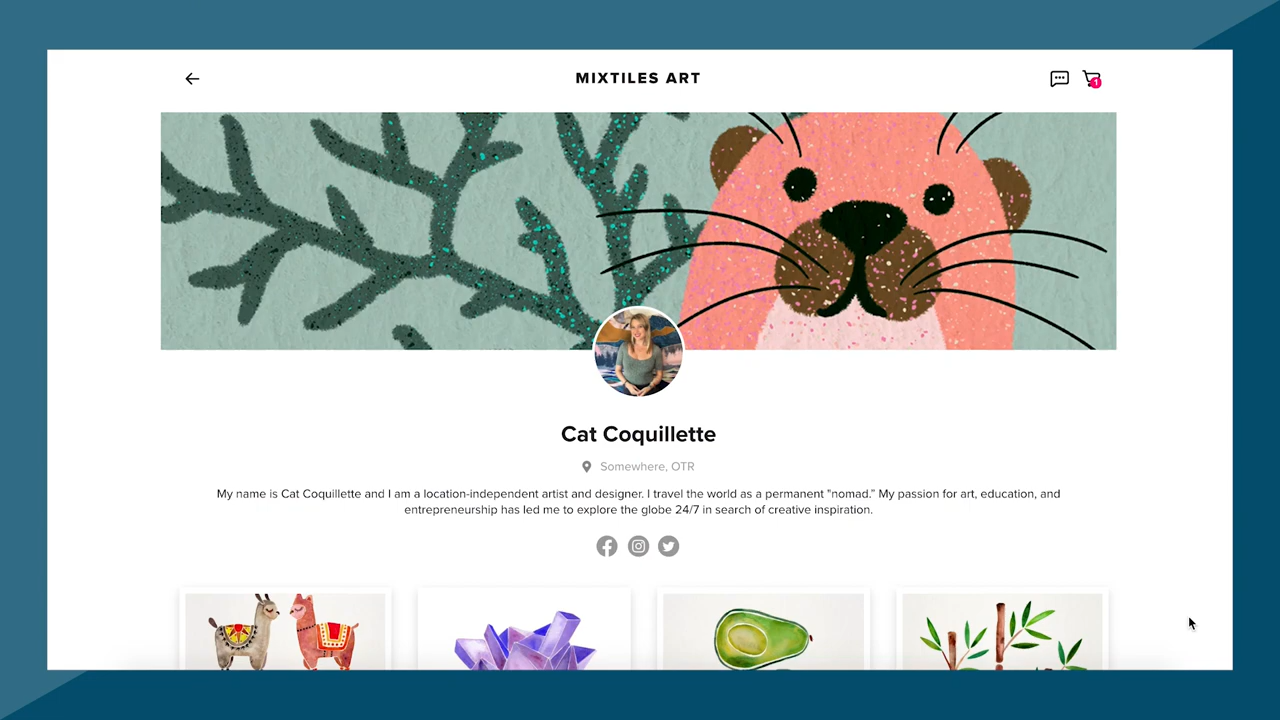 MIXTILES ART
1
Cat Coquillette
Somewhere, OTR
My name is Cat Coquillette and I am a location-independent artist and designer. I travel the world as a permanent "nomad." My passion for art, education, and
entrepreneurship has led me to explore the globe 24/7 in search of creative inspiration.